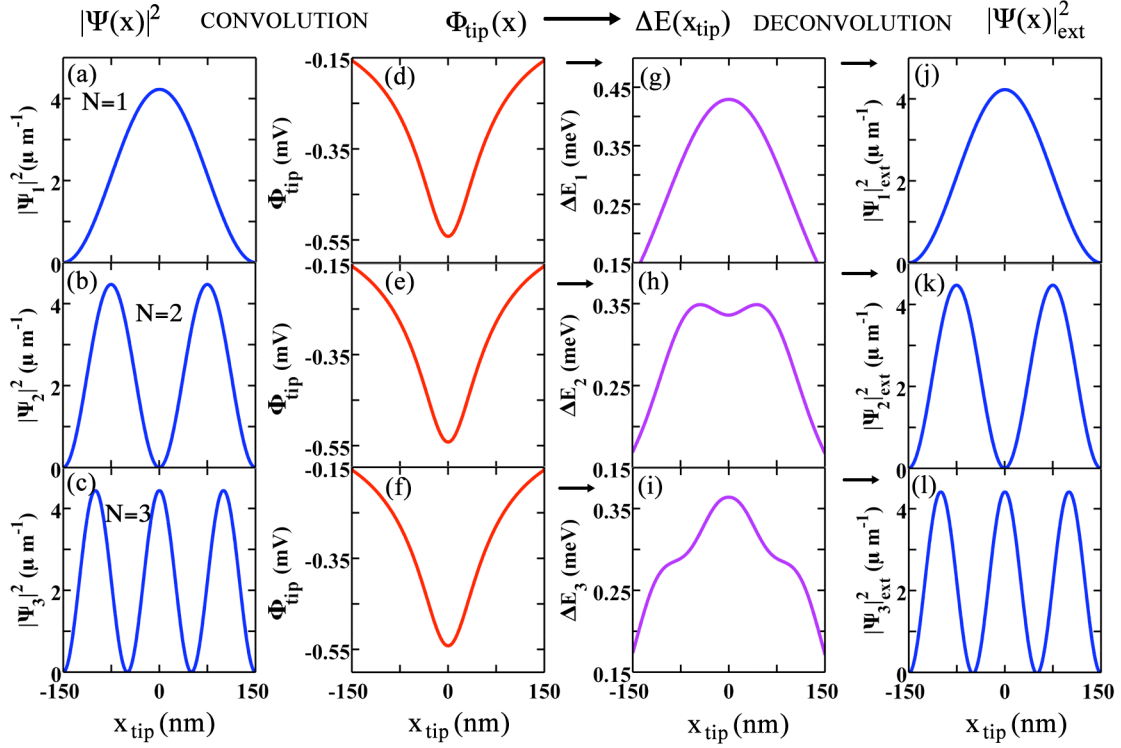 |Ψ(x)|² CONVOLUTION Φtip(x) ⟶ ΔE(xtip) DECONVOLUTION |Ψ(x)|²ext
(a)
N=1
|Ψ1|² (μ m⁻¹)
4
2
0
(d)
-0.15
-0.35
-0.55
Φtip (mV)
→
(g)
0.45
0.35
0.25
0.15
ΔE1 (meV)
→
(j)
|Ψ1|²ext(μ m⁻¹)
4
2
0
(b)
N=2
|Ψ2|² (μ m⁻¹)
4
2
0
(e)
-0.15
-0.35
-0.55
Φtip (mV)
→
(h)
0.35
0.25
0.15
ΔE2 (meV)
→
(k)
|Ψ2|²ext (μ m⁻¹)
4
2
0
(c)
N=3
|Ψ3|² (μ m⁻¹)
4
2
0
-150 0 150
xtip (nm)
(f)
-0.15
-0.35
-0.55
Φtip (mV)
-150 0 150
xtip (nm)
→
(i)
0.35
0.25
0.15
ΔE3 (meV)
-150 0 150
xtip (nm)
→
(l)
|Ψ3|²ext (μ m⁻¹)
4
2
0
-150 0 150
xtip (nm)